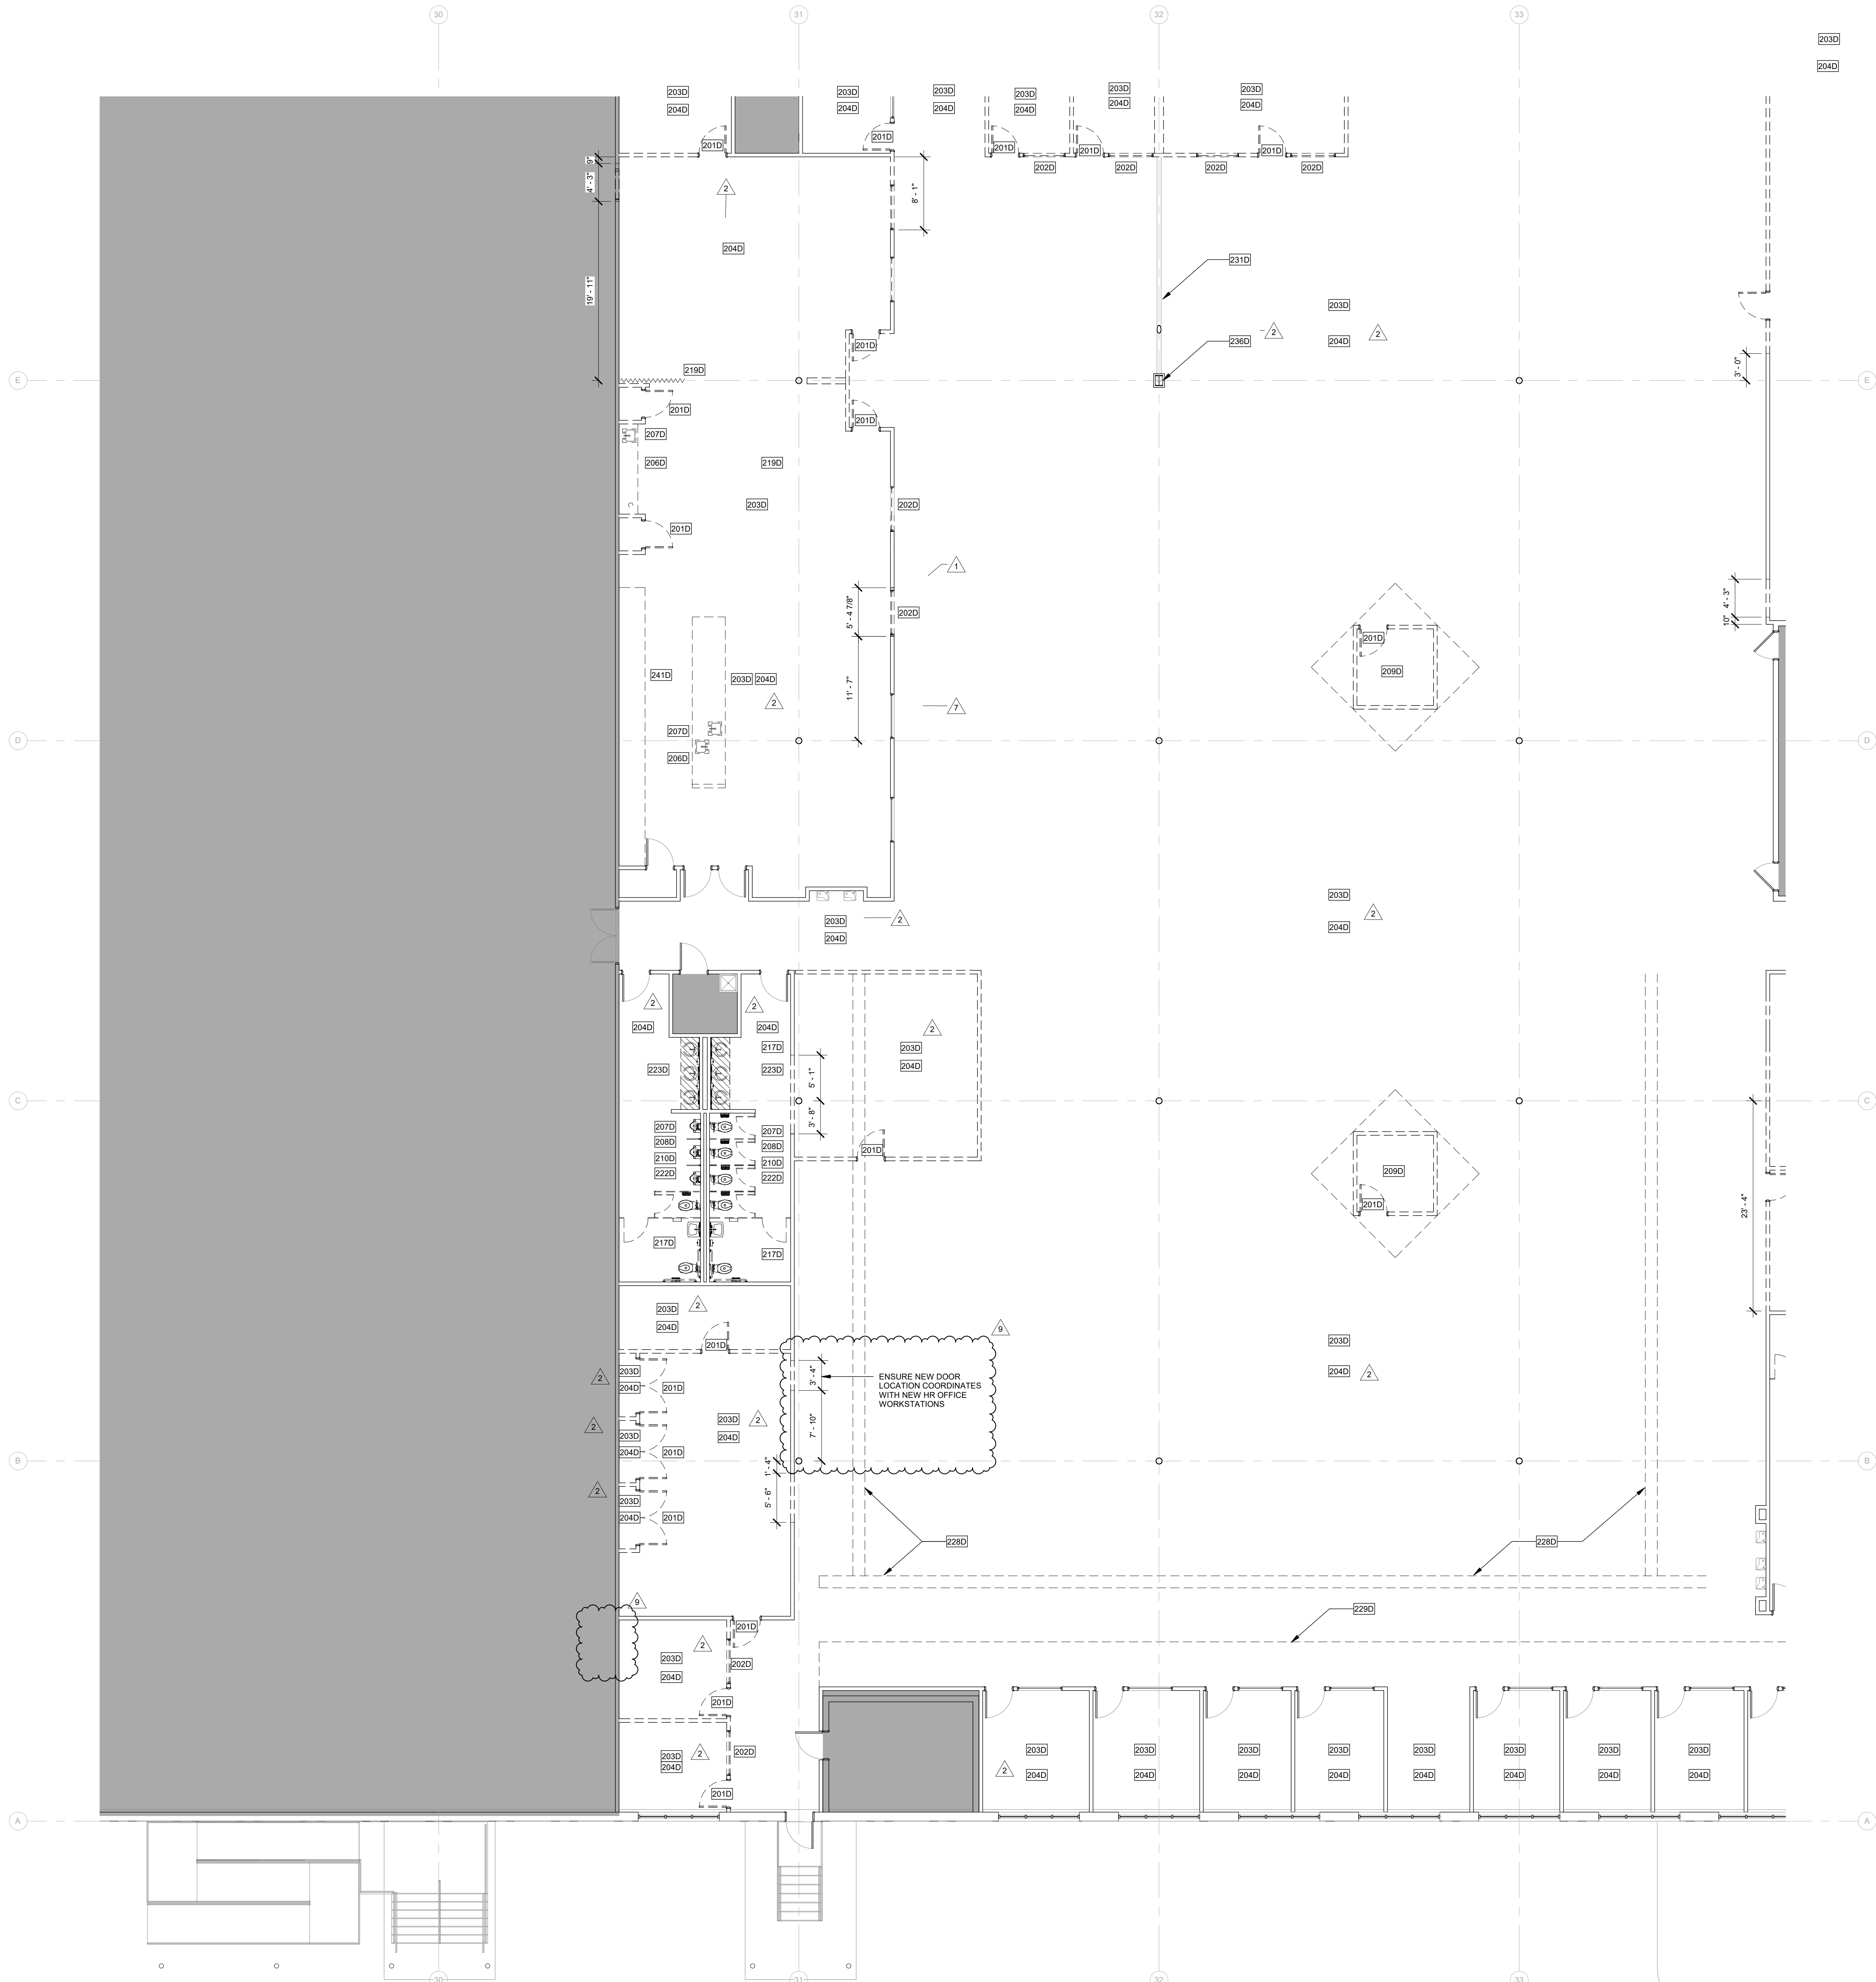 30
31
32
33
203D
204D
203D
203D
203D
203D
203D
203D
204D
204D
204D
204D
204D
204D
201D
201D
201D
201D
201D
202D
202D
202D
202D
9"
4' - 3"
2
8' - 1"
204D
231D
19' - 11"
203D
2
2
201D
236D
204D
3' - 0"
219D
E
E
201D
201D
207D
206D
219D
203D
202D
201D
1
5' - 4 7/8"
202D
4' - 3"
10"
201D
241D
203D
204D
209D
11' - 7"
2
7
207D
D
D
206D
203D
2
203D
2
204D
204D
2
2
204D
204D
2
217D
203D
223D
223D
204D
5' - 1"
C
C
3' - 8"
207D
207D
208D
208D
201D
210D
210D
222D
222D
209D
201D
23' - 4"
217D
217D
203D
2
204D
9
203D
201D
203D
204D
2
2
3' - 4"
ENSURE NEW DOOR
LOCATION COORDINATES
WITH NEW HR OFFICE
WORKSTATIONS
204D
201D
203D
2
2
7' - 10"
203D
204D
204D
201D
B
1' - 4"
B
2
5' - 6"
203D
204D
201D
228D
228D
9
201D
229D
203D
2
202D
204D
201D
203D
2
202D
204D
201D
2
203D
203D
203D
203D
203D
203D
203D
203D
204D
204D
204D
204D
204D
204D
204D
204D
A
A
30
31
32
33